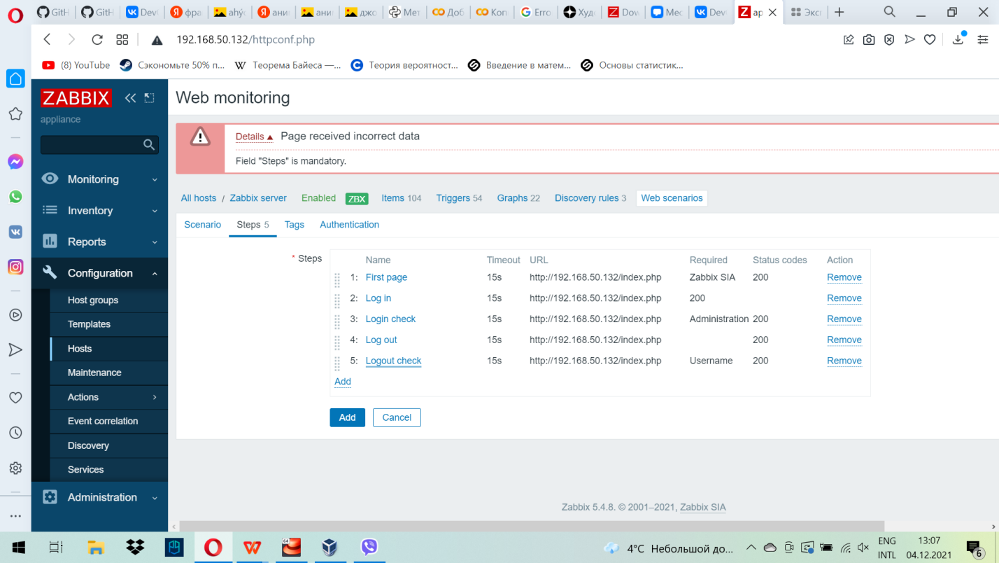 GitH GitH Dev фра ahý ани ани джо Мет Доб Коп Erro Худ Dow Мес Dev ар Экс
192.168.50.132/httpconf.php
(8) YouTube Сэкономьте 50% п... Теорема Байеса —... Теория вероятност... Введение в матем... Основы статистик...
ZABBIX
appliance
Web monitoring
Details Page received incorrect data
Field "Steps" is mandatory.
Monitoring
Inventory
Reports
Configuration
Host groups
Templates
Hosts
Maintenance
Actions
Event correlation
Discovery
Services
Administration
All hosts / Zabbix server Enabled ZBX Items 104 Triggers 54 Graphs 22 Discovery rules 3 Web scenarios
Scenario Steps 5 Tags Authentication
* Steps Name Timeout URL Required Status codes Action
1: First page 15s http://192.168.50.132/index.php Zabbix SIA 200 Remove
2: Log in 15s http://192.168.50.132/index.php 200 Remove
3: Login check 15s http://192.168.50.132/index.php Administration 200 Remove
4: Log out 15s http://192.168.50.132/index.php 200 Remove
5: Logout check 15s http://192.168.50.132/index.php Username 200 Remove
Add
Add Cancel
Zabbix 5.4.8. © 2001–2021, Zabbix SIA
4°C Небольшой до... ENG 13:07
INTL 04.12.2021 6